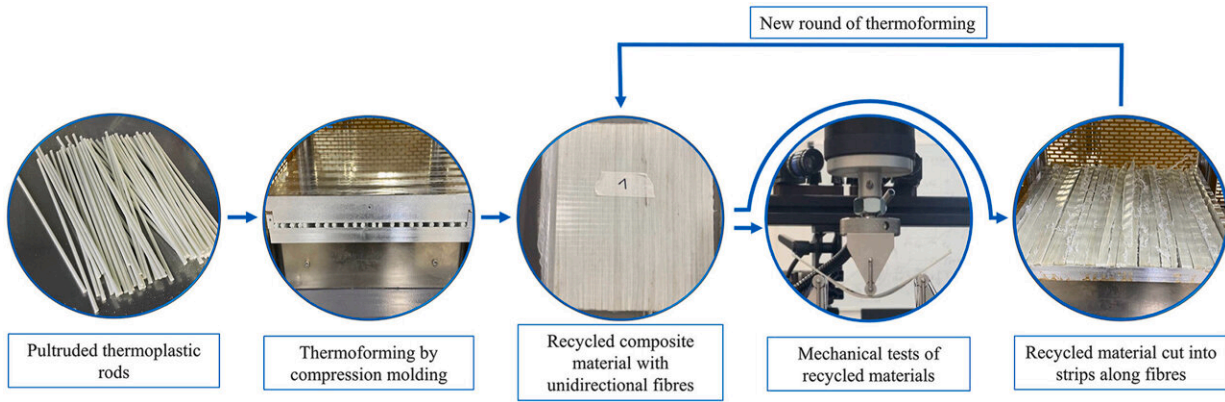 New round of thermoforming
1
Pultruded thermoplastic
rods
Thermoforming by
compression molding
Recycled composite
material with
unidirectional fibres
Mechanical tests of
recycled materials
Recycled material cut into
strips along fibres